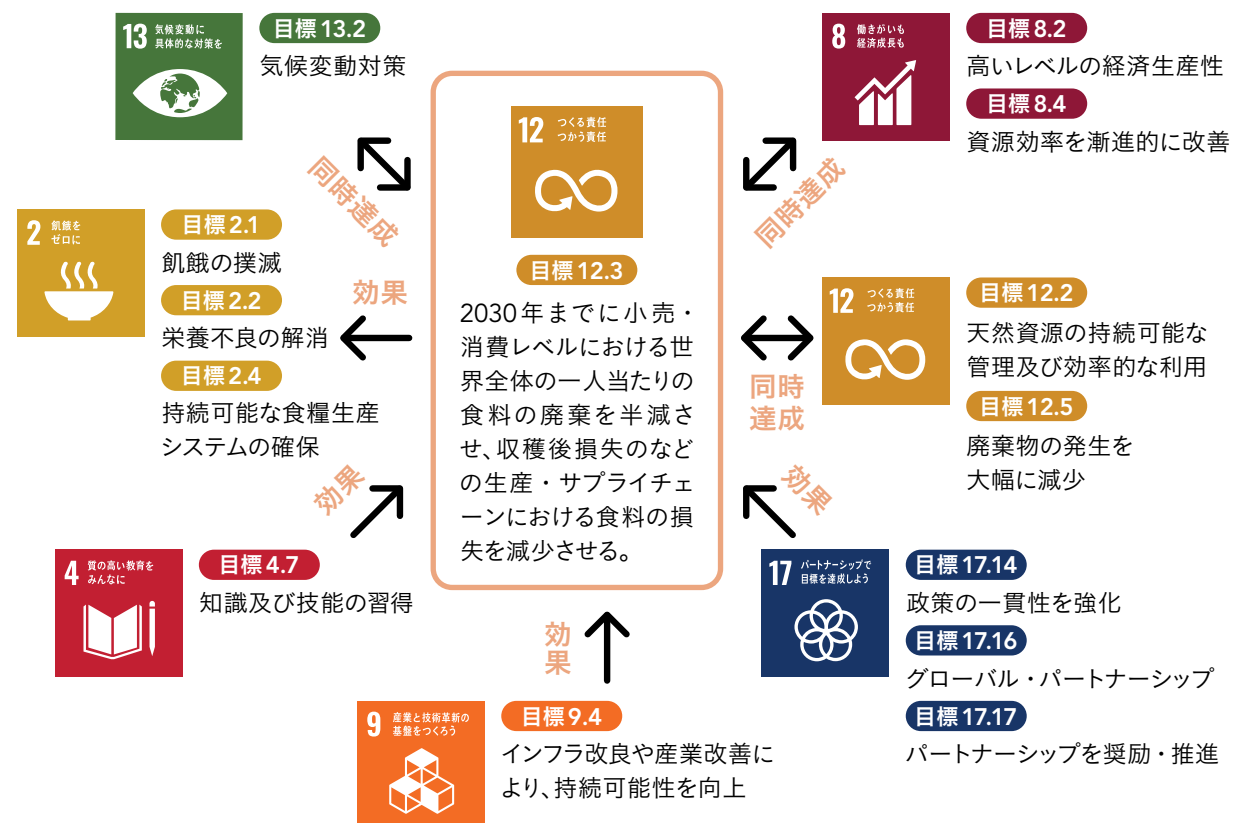 13 気候変動に
具体的な対策を
目標13.2
気候変動対策
同時達成
8 働きがいも
経済成長も
目標8.2
高いレベルの経済生産性
目標8.4
資源効率を漸進的に改善
同時達成
12 つくる責任
つかう責任
目標12.3
2030年までに小売・
消費レベルにおける世
界全体の一人当たりの
食料の廃棄を半減さ
せ、収穫後損失のなど
の生産・サプライチェ
ーンにおける食料の損
失を減少させる。
2 飢餓を
ゼロに
目標2.1
飢餓の撲滅
目標2.2
栄養不良の解消
目標2.4
持続可能な食糧生産
システムの確保
効果
12 つくる責任
つかう責任
目標12.2
天然資源の持続可能な
管理及び効率的な利用
目標12.5
廃棄物の発生を
大幅に減少
同時
達成
4 質の高い教育を
みんなに
目標4.7
知識及び技能の習得
効果
17 パートナーシップで
目標を達成しよう
目標17.14
政策の一貫性を強化
目標17.16
グローバル・パートナーシップ
目標17.17
パートナーシップを奨励・推進
効果
9 産業と技術革新の
基盤をつくろう
目標9.4
インフラ改良や産業改善に
より、持続可能性を向上
効
果